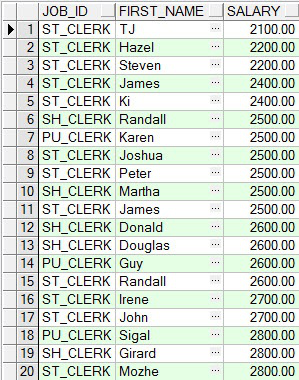 JOB_ID FIRST_NAME SALARY
1 ST_CLERK TJ ... 2100.00
2 ST_CLERK Hazel ... 2200.00
3 ST_CLERK Steven ... 2200.00
4 ST_CLERK James ... 2400.00
5 ST_CLERK Ki ... 2400.00
6 SH_CLERK Randall ... 2500.00
7 PU_CLERK Karen ... 2500.00
8 ST_CLERK Joshua ... 2500.00
9 ST_CLERK Peter ... 2500.00
10 SH_CLERK Martha ... 2500.00
11 ST_CLERK James ... 2500.00
12 SH_CLERK Donald ... 2600.00
13 SH_CLERK Douglas ... 2600.00
14 PU_CLERK Guy ... 2600.00
15 ST_CLERK Randall ... 2600.00
16 ST_CLERK Irene ... 2700.00
17 ST_CLERK John ... 2700.00
18 PU_CLERK Sigal ... 2800.00
19 SH_CLERK Girard ... 2800.00
20 ST_CLERK Mozhe ... 2800.00